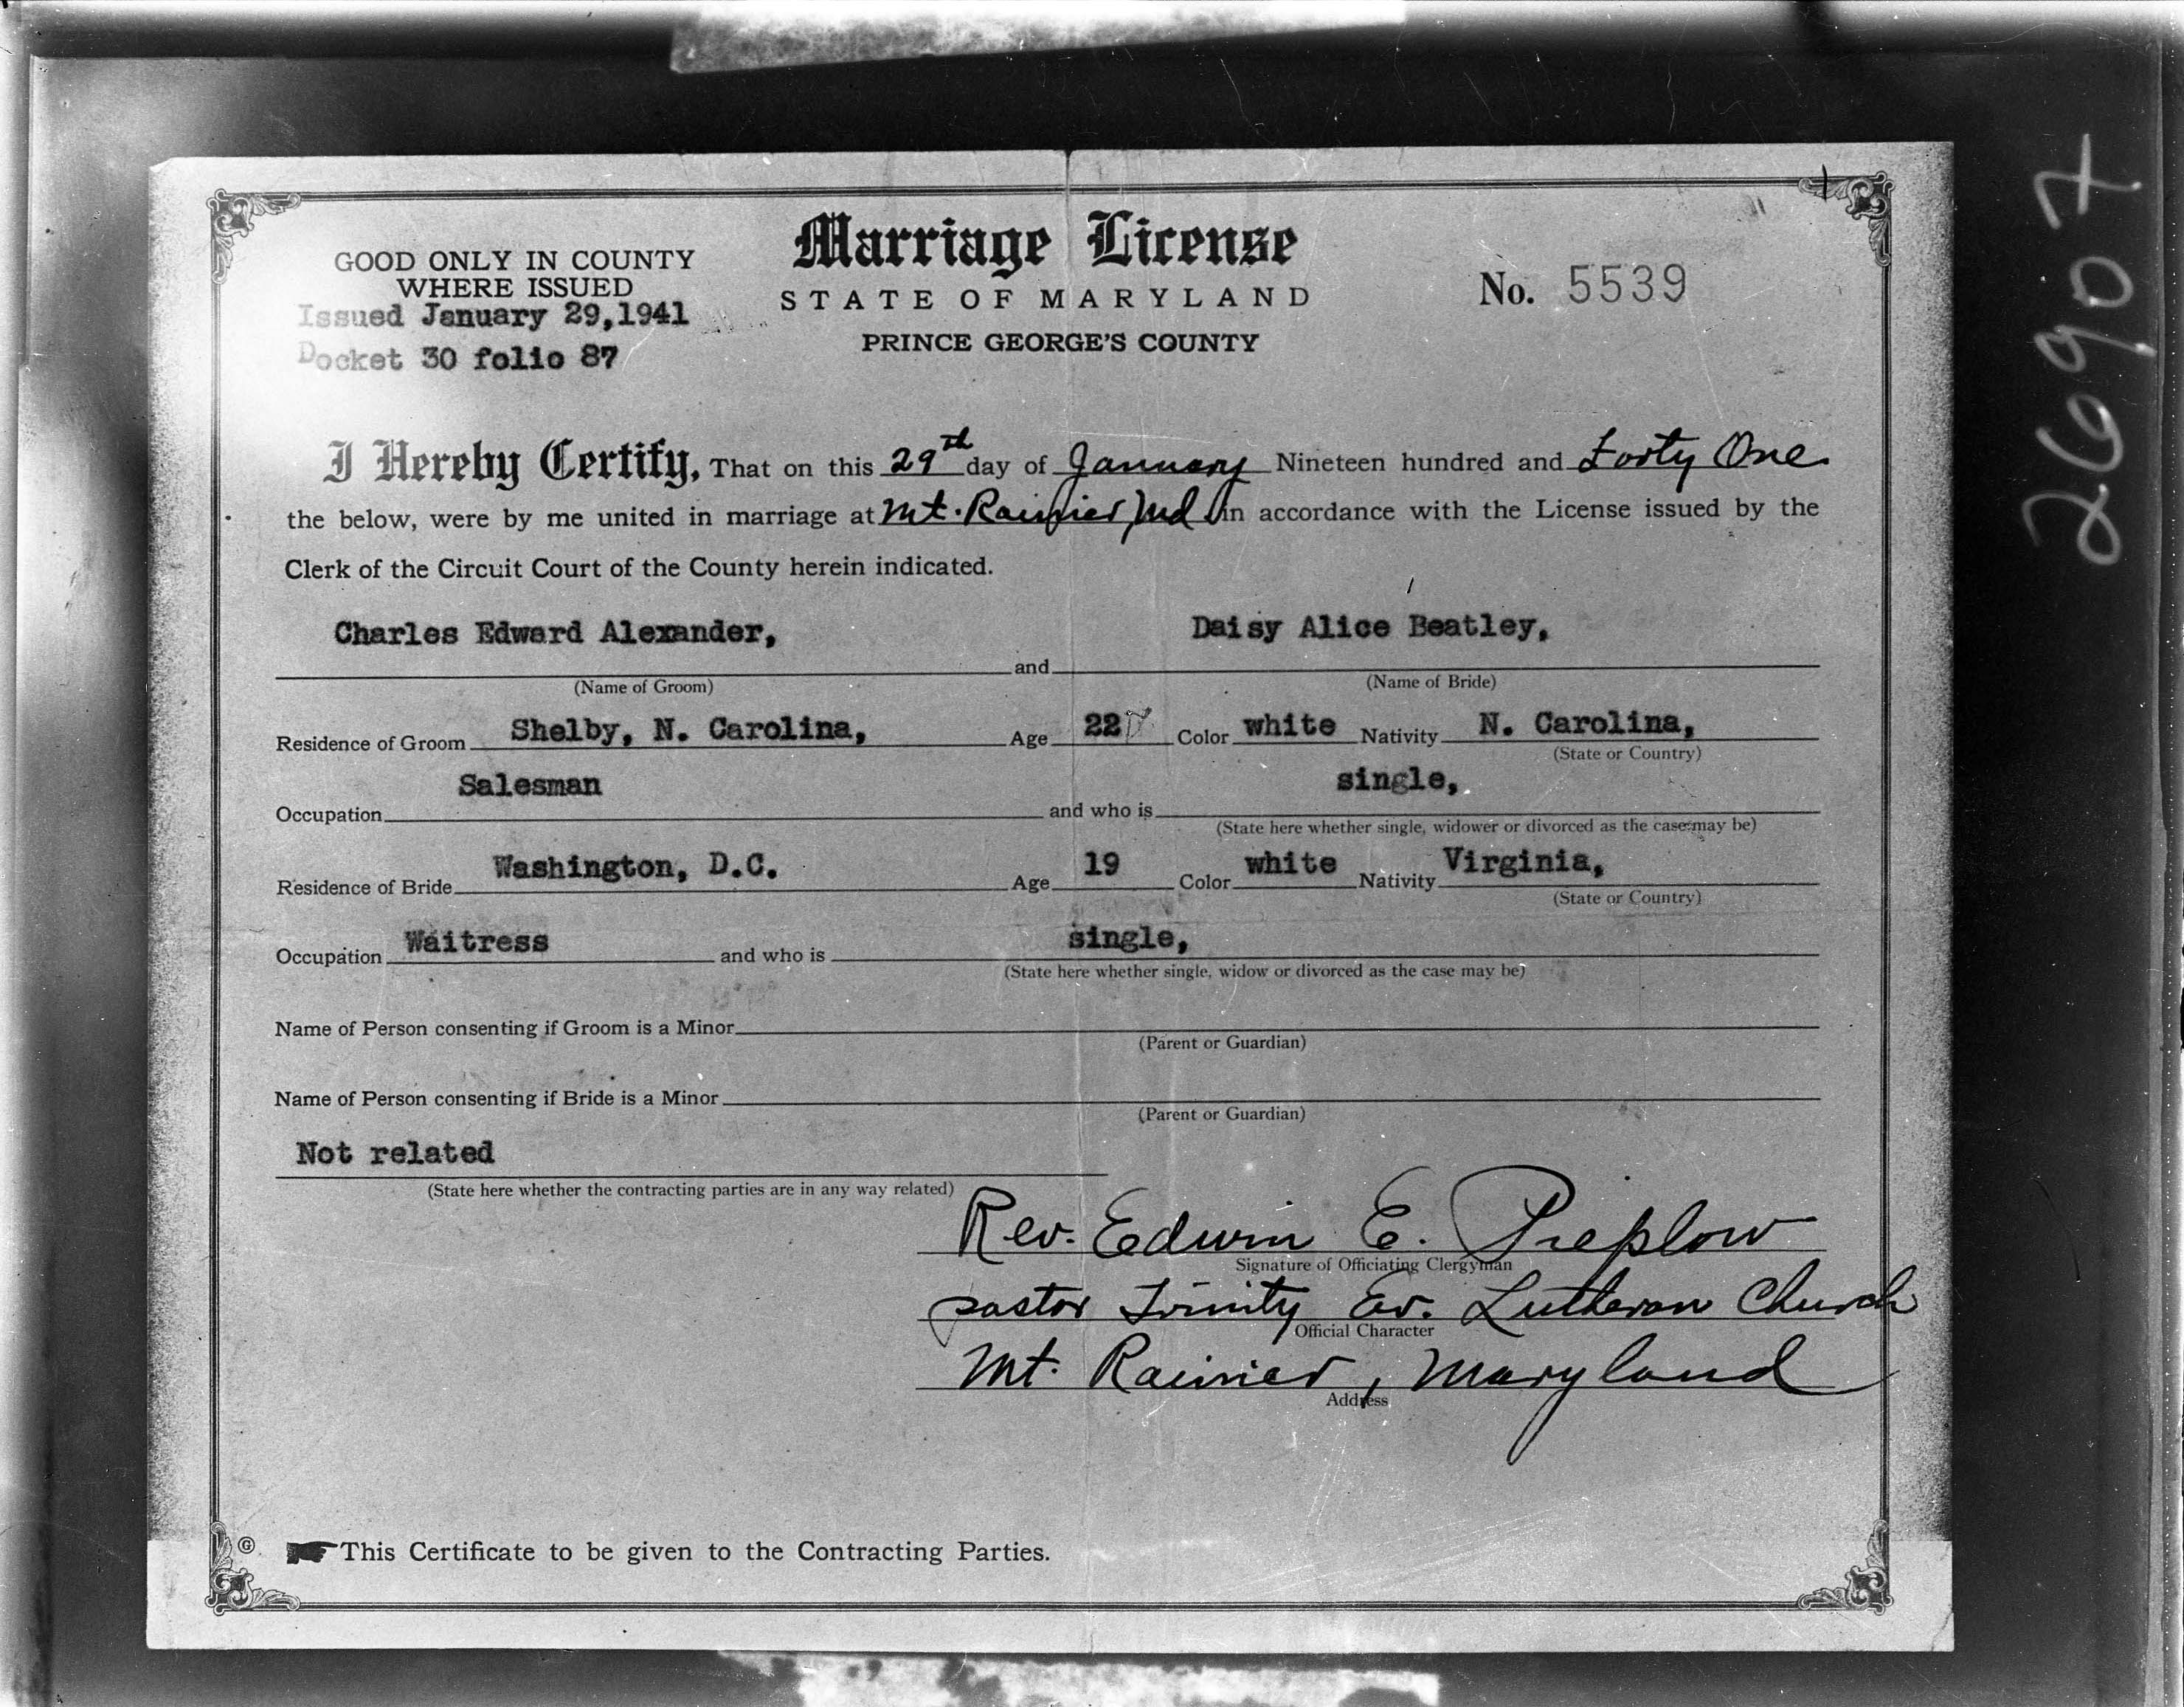 Marriage License
GOOD ONLY IN COUNTY
WHERE ISSUED
Issued January 29,1941
Docket 30 folio 87
STATE OF MARYLAND
PRINCE GEORGE'S COUNTY
No. 5539
26907
I Hereby Certify, That on this 29th day of January Nineteen hundred and Forty One
the below, were by me united in marriage at Mt. Rainier, Md in accordance with the License issued by the
Clerk of the Circuit Court of the County herein indicated.
Charles Edward Alexander, and Daisy Alice Beatley,
(Name of Groom) (Name of Bride)
Residence of Groom Shelby, N. Carolina, Age 22 Color white Nativity N. Carolina,
(State or Country)
Occupation Salesman and who is single,
(State here whether single, widower or divorced as the case may be)
Residence of Bride Washington, D.C. Age 19 Color white Nativity Virginia,
(State or Country)
Occupation Waitress and who is single,
(State here whether single, widow or divorced as the case may be)
Name of Person consenting if Groom is a Minor
(Parent or Guardian)
Name of Person consenting if Bride is a Minor
(Parent or Guardian)
Not related
(State here whether the contracting parties are in any way related)
Rev. Edwin E.
Signature of Officiating Clergyman
pastor Trinity Ev. Lutheran Church
Official Character
Mt. Rainier, Maryland
Address
G This Certificate to be given to the Contracting Parties.